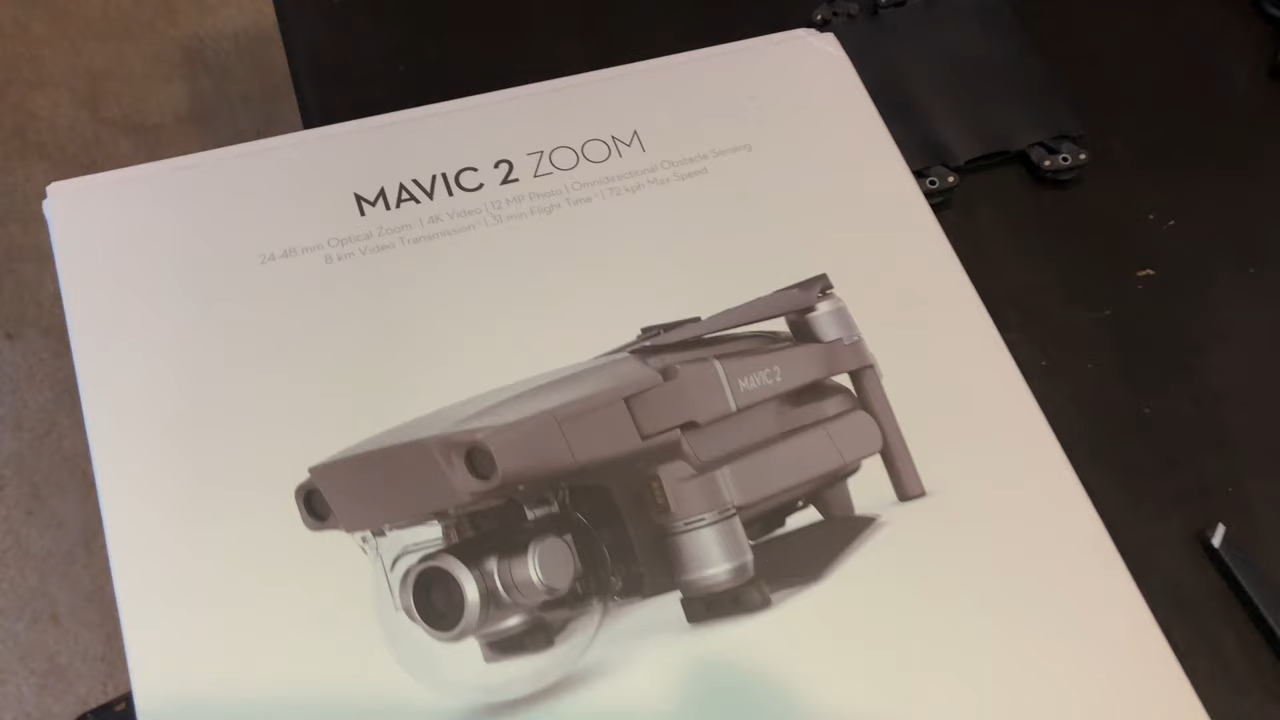 MAVIC 2 ZOOM
24-48 mm Optical Zoom | 4K Video | 12 MP Photo | Omnidirectional Obstacle Sensing
8 km Video Transmission | 31 min Flight Time | 72 kph Max Speed
MAVIC 2